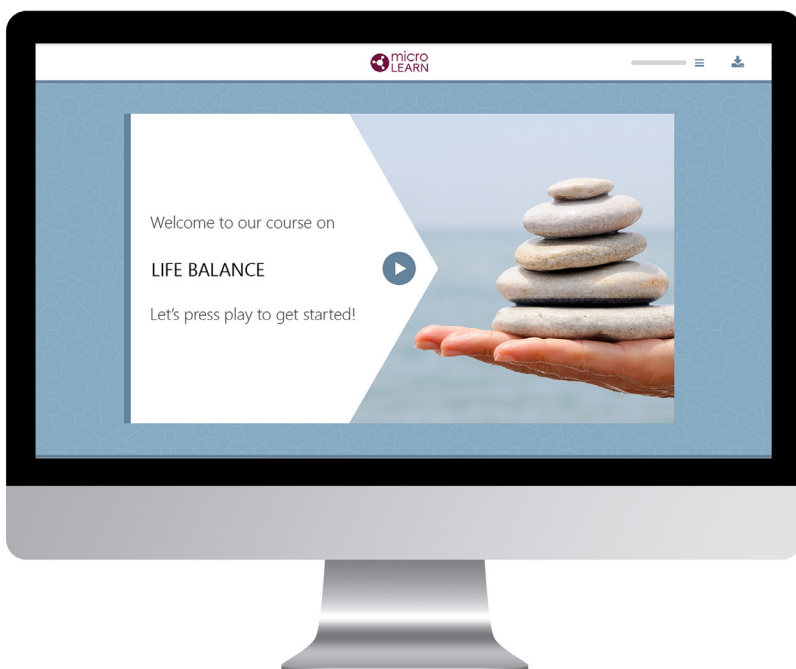 micro
LEARN
Welcome to our course on
LIFE BALANCE
Let's press play to get started!